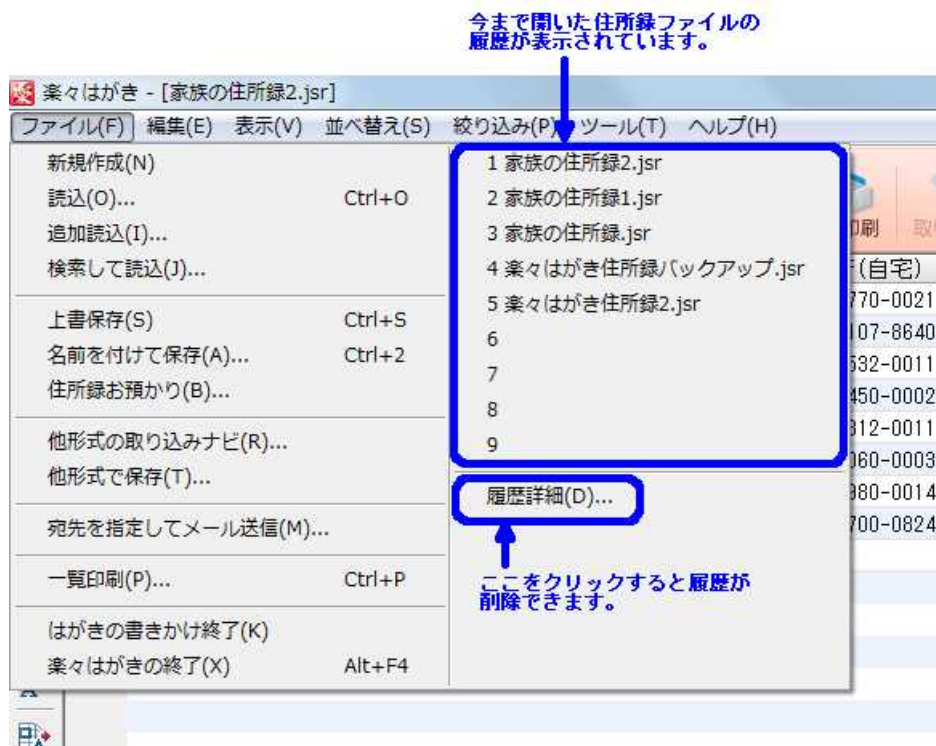 今まで開いた住所録ファイルの
履歴が表示されています。
楽々はがき - [家族の住所録2.jsr]
ファイル(F) 編集(E) 表示(V) 並べ替え(S) 絞り込み(P) ツール(T) ヘルプ(H)
新規作成(N)
読込(O)... Ctrl+O
追加読込(I)...
検索して読込(J)...
上書保存(S) Ctrl+S
名前を付けて保存(A)... Ctrl+2
住所録お預かり(B)...
他形式の取り込みナビ(R)...
他形式で保存(T)...
宛先を指定してメール送信(M)...
一覧印刷(P)... Ctrl+P
はがきの書きかけ終了(K)
楽々はがきの終了(X) Alt+F4
1 家族の住所録2.jsr
2 家族の住所録1.jsr
3 家族の住所録.jsr
4 楽々はがき住所録バックアップ.jsr
5 楽々はがき住所録2.jsr
6
7
8
9
履歴詳細(D)...
ここをクリックすると履歴が
削除できます。
印刷
(自宅)
770-0021
107-8640
532-0011
450-0002
312-0011
060-0003
980-0014
700-0824